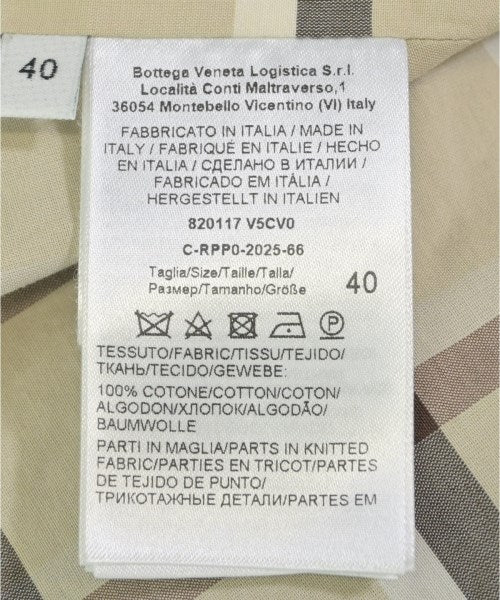 40
Bottega Veneta Logistica S.r.l.
Località Conti Maltraverso,1
36054 Montebello Vicentino (VI) Italy
FABBRICATO IN ITALIA / MADE IN
ITALY / FABRIQUÉ EN ITALIE / HECHO
EN ITALIA / СДЕЛАНО В ИТАЛИИ /
FABRICADO EM ITÁLIA /
HERGESTELLT IN ITALIEN
820117 V5CV0
C-RPP0-2025-66
Taglia/Size/Taille/Talla/
Размер/Tamanho/Größe
40
P
TESSUTO/FABRIC/TISSU/TEJIDO/
ТКАНЬ/TECIDO/GEWEBE:
100% COTONE/COTTON/COTON/
ALGODON/ХЛОПОК/ALGODÃO/
BAUMWOLLE
PARTI IN MAGLIA/PARTS IN KNITTED
FABRIC/PARTIES EN TRICOT/PARTES
DE TEJIDO DE PUNTO/
ТРИКОТАЖНЫЕ ДЕТАЛИ/PARTES EM